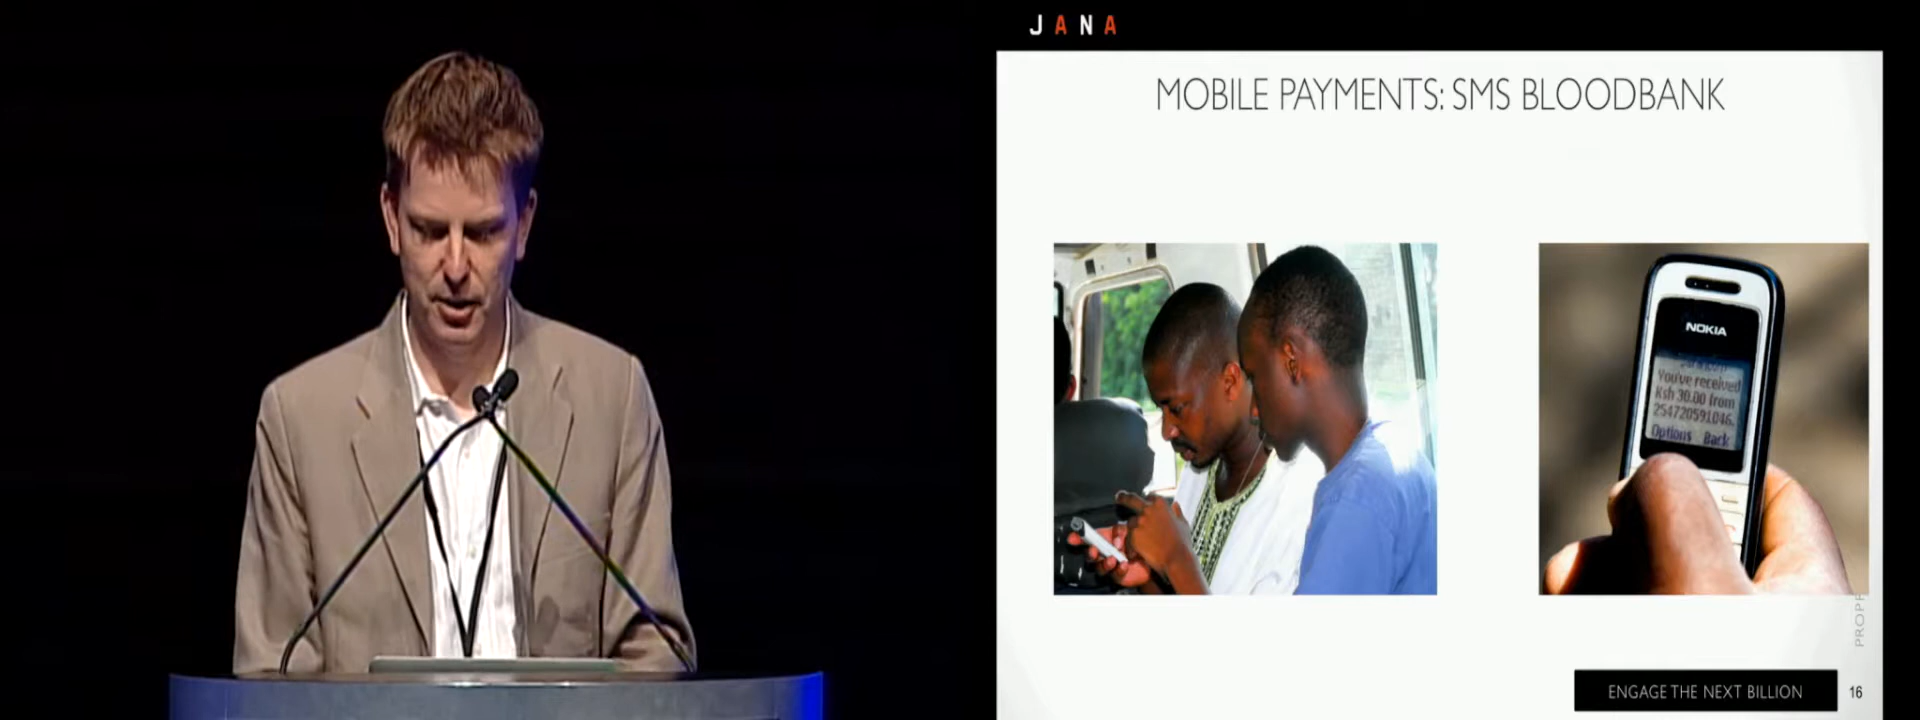 JANA
MOBILE PAYMENTS: SMS BLOODBANK
NOKIA
You've received
Ksh 30.00 from
254720591046.
Options Back
ENGAGE THE NEXT BILLION
16